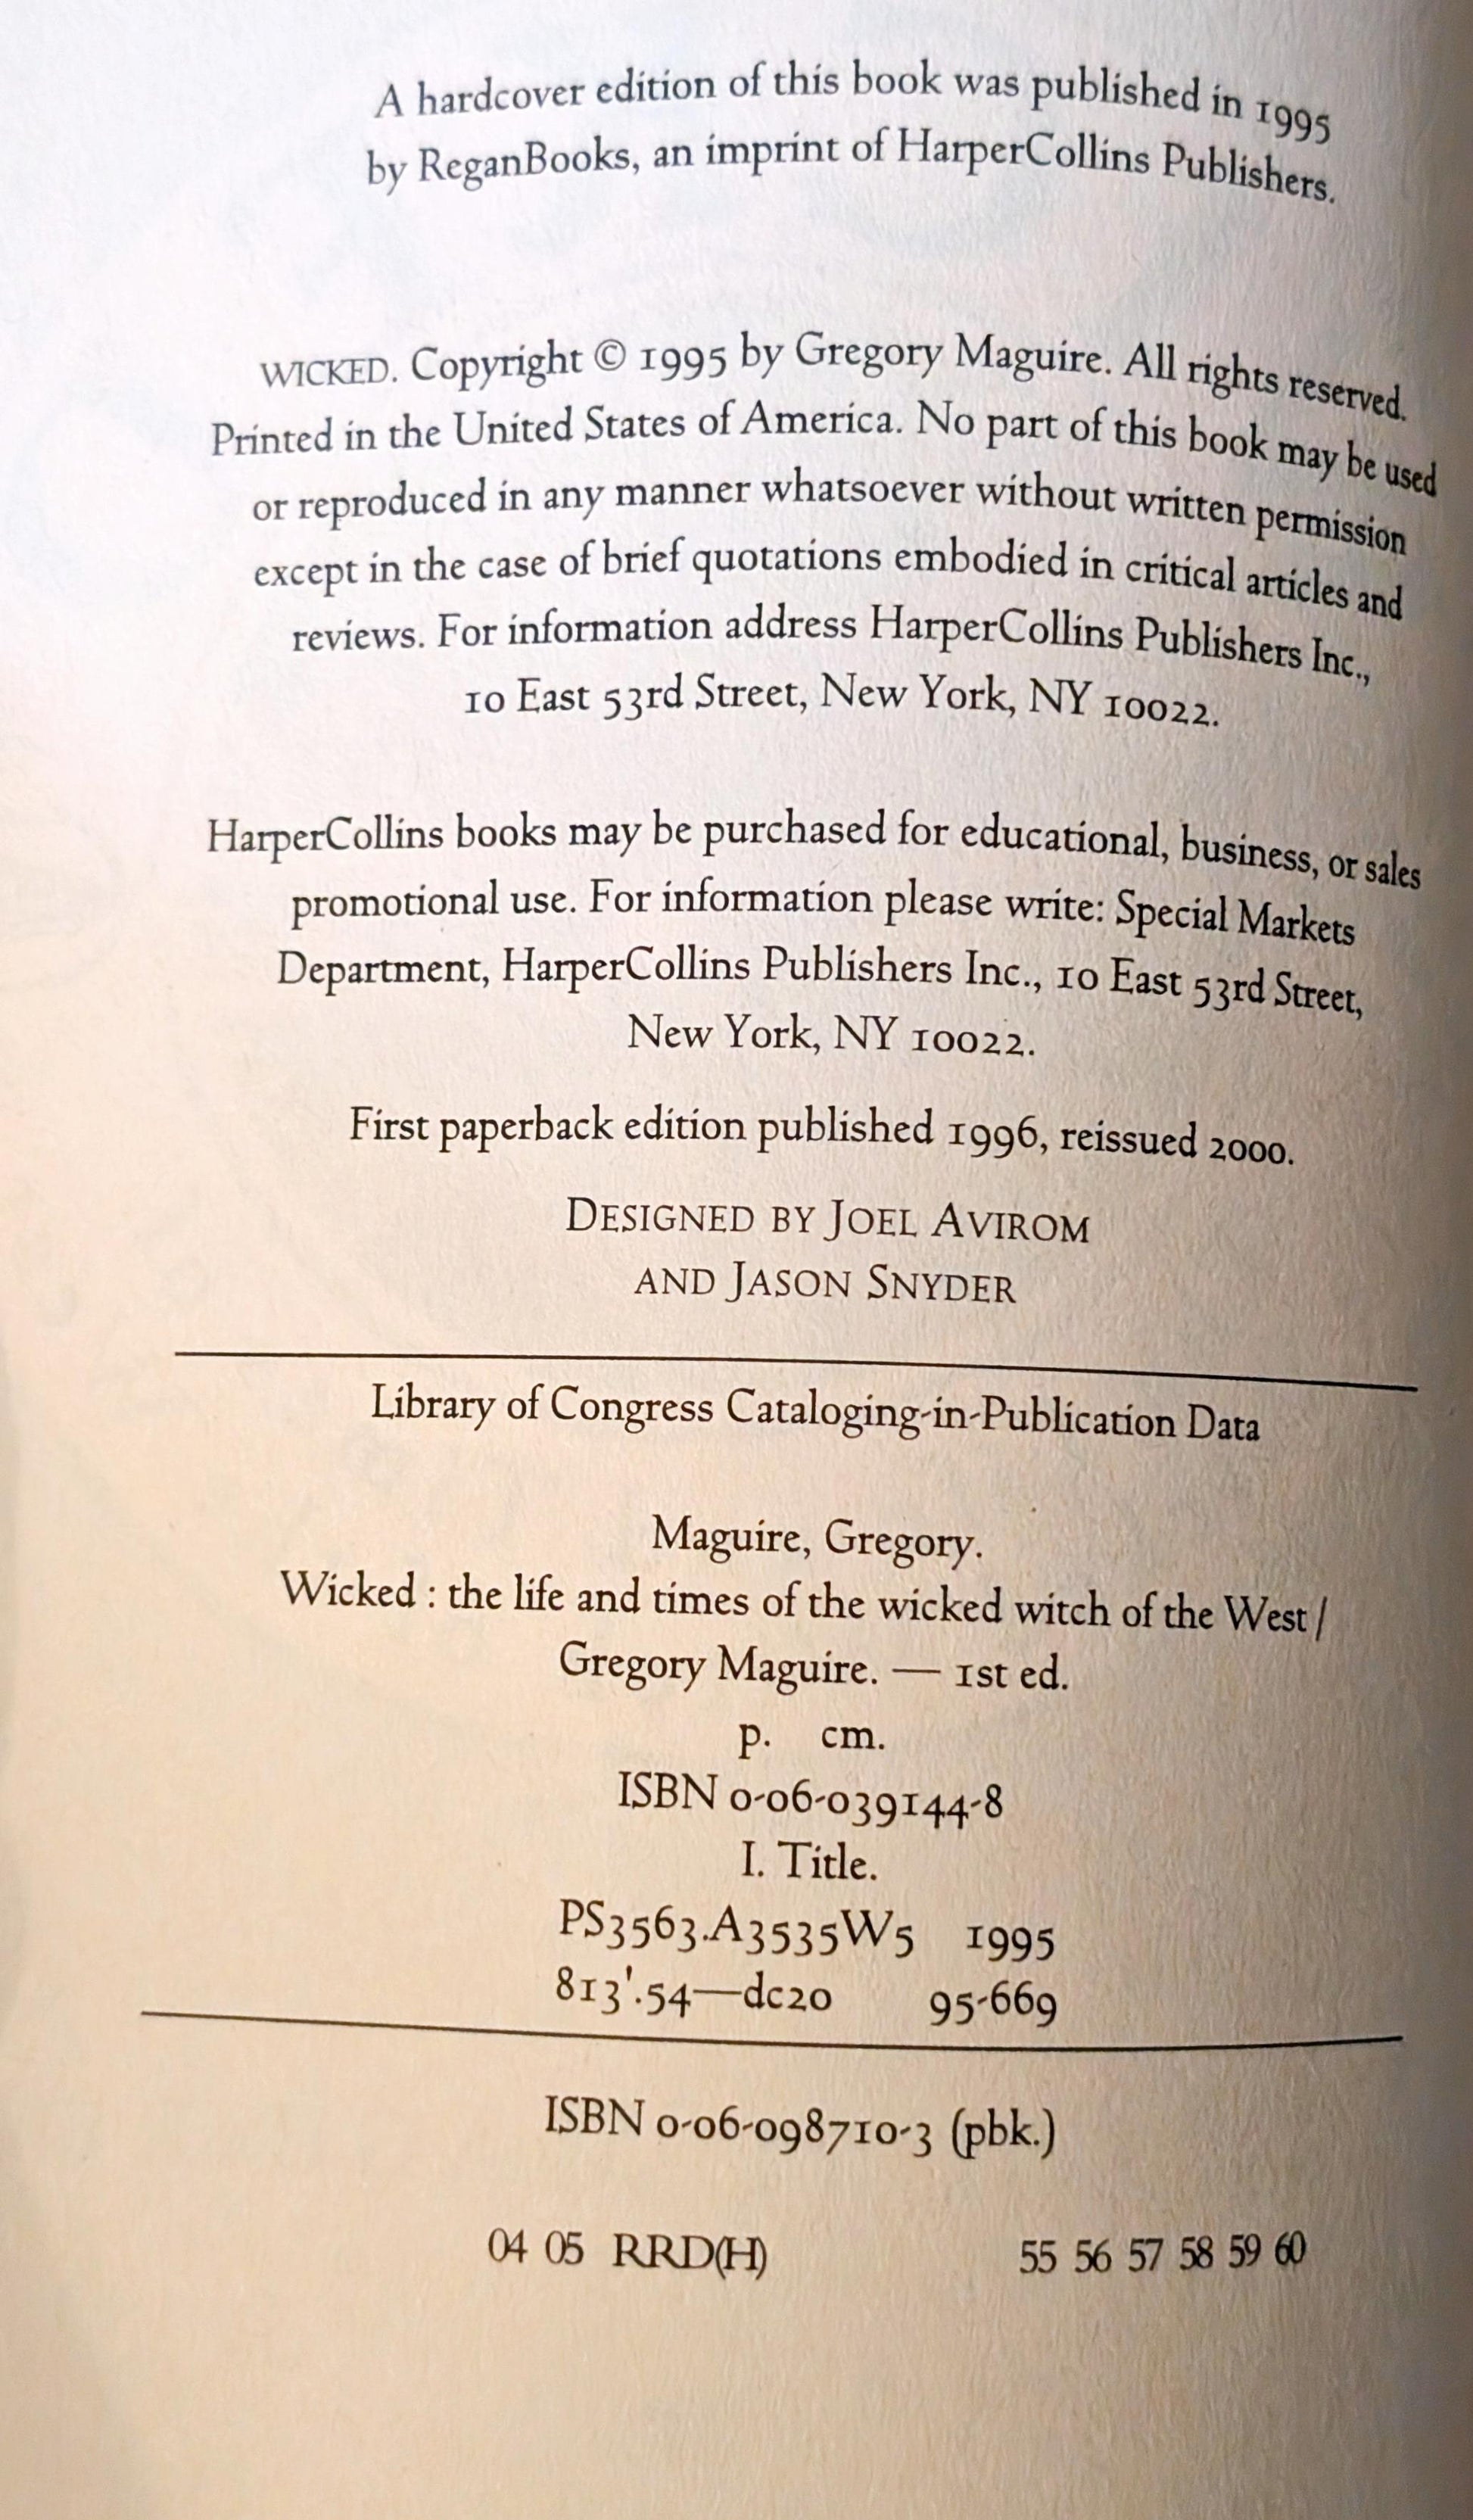 A hardcover edition of this book was published in 1995
by ReganBooks, an imprint of HarperCollins Publishers.
WICKED. Copyright © 1995 by Gregory Maguire. All rights reserved.
Printed in the United States of America. No part of this book may be used
or reproduced in any manner whatsoever without written permission
except in the case of brief quotations embodied in critical articles and
reviews. For information address HarperCollins Publishers Inc.,
10 East 53rd Street, New York, NY 10022.
HarperCollins books may be purchased for educational, business, or sales
promotional use. For information please write: Special Markets
Department, HarperCollins Publishers Inc., 10 East 53rd Street,
New York, NY 10022.
First paperback edition published 1996, reissued 2000.
DESIGNED BY JOEL AVIROM
AND JASON SNYDER
Library of Congress Cataloging-in-Publication Data
Maguire, Gregory.
Wicked : the life and times of the wicked witch of the West /
Gregory Maguire. — 1st ed.
p. cm.
ISBN 0-06-039144-8
I. Title.
PS3563.A3535W5 1995
813'.54—dc20 95-669
ISBN 0-06-098710-3 (pbk.)
04 05 RRD(H) 55 56 57 58 59 60